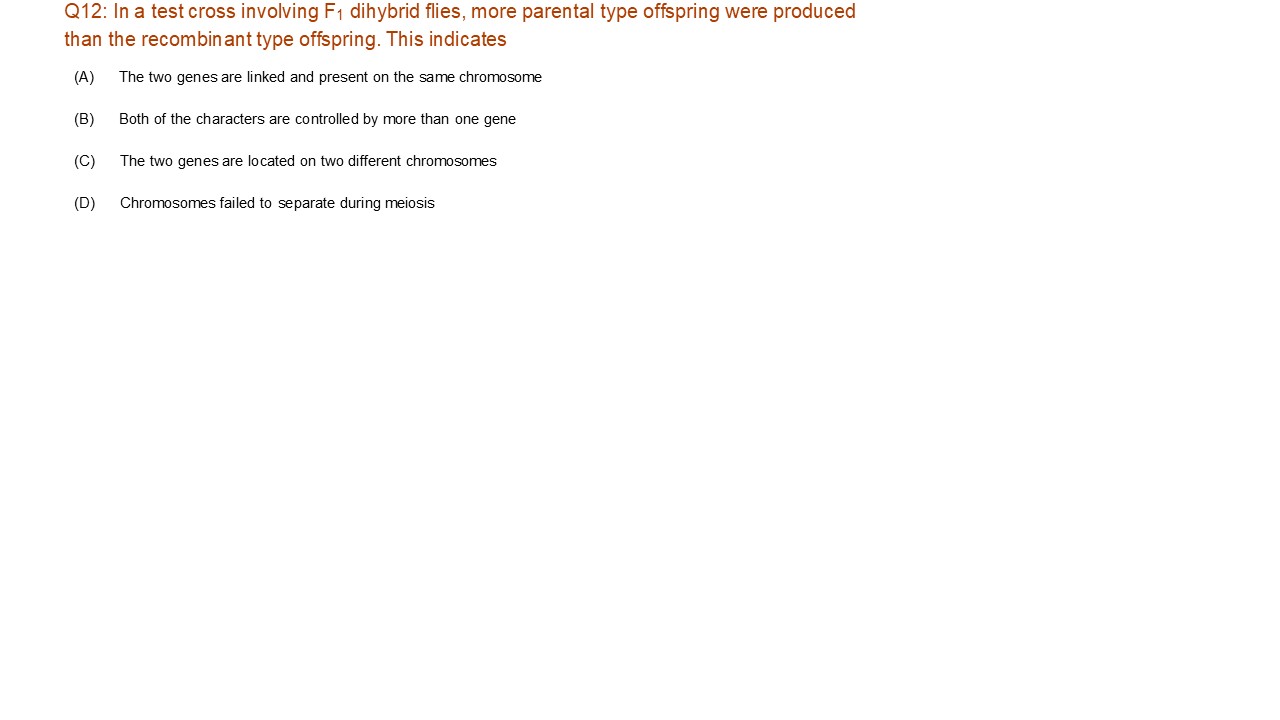 Q12: In a test cross involving F₁ dihybrid flies, more parental type offspring were produced
than the recombinant type offspring. This indicates
(A) The two genes are linked and present on the same chromosome
(B) Both of the characters are controlled by more than one gene
(C) The two genes are located on two different chromosomes
(D) Chromosomes failed to separate during meiosis